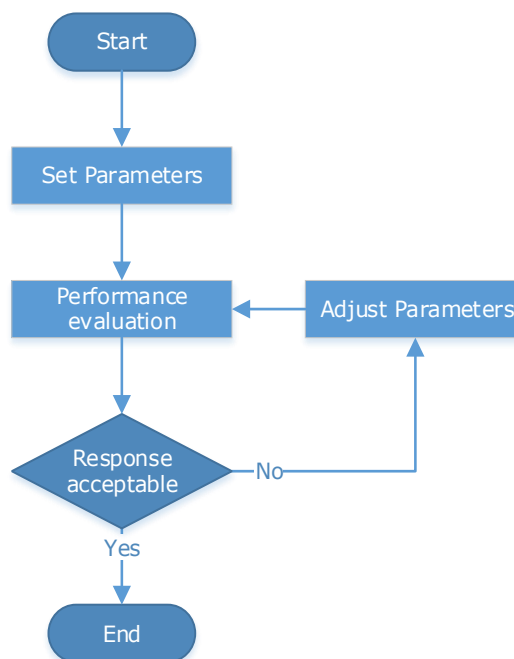 Start
Set Parameters
Performance
evaluation
Adjust Parameters
Response
acceptable
No
Yes
End